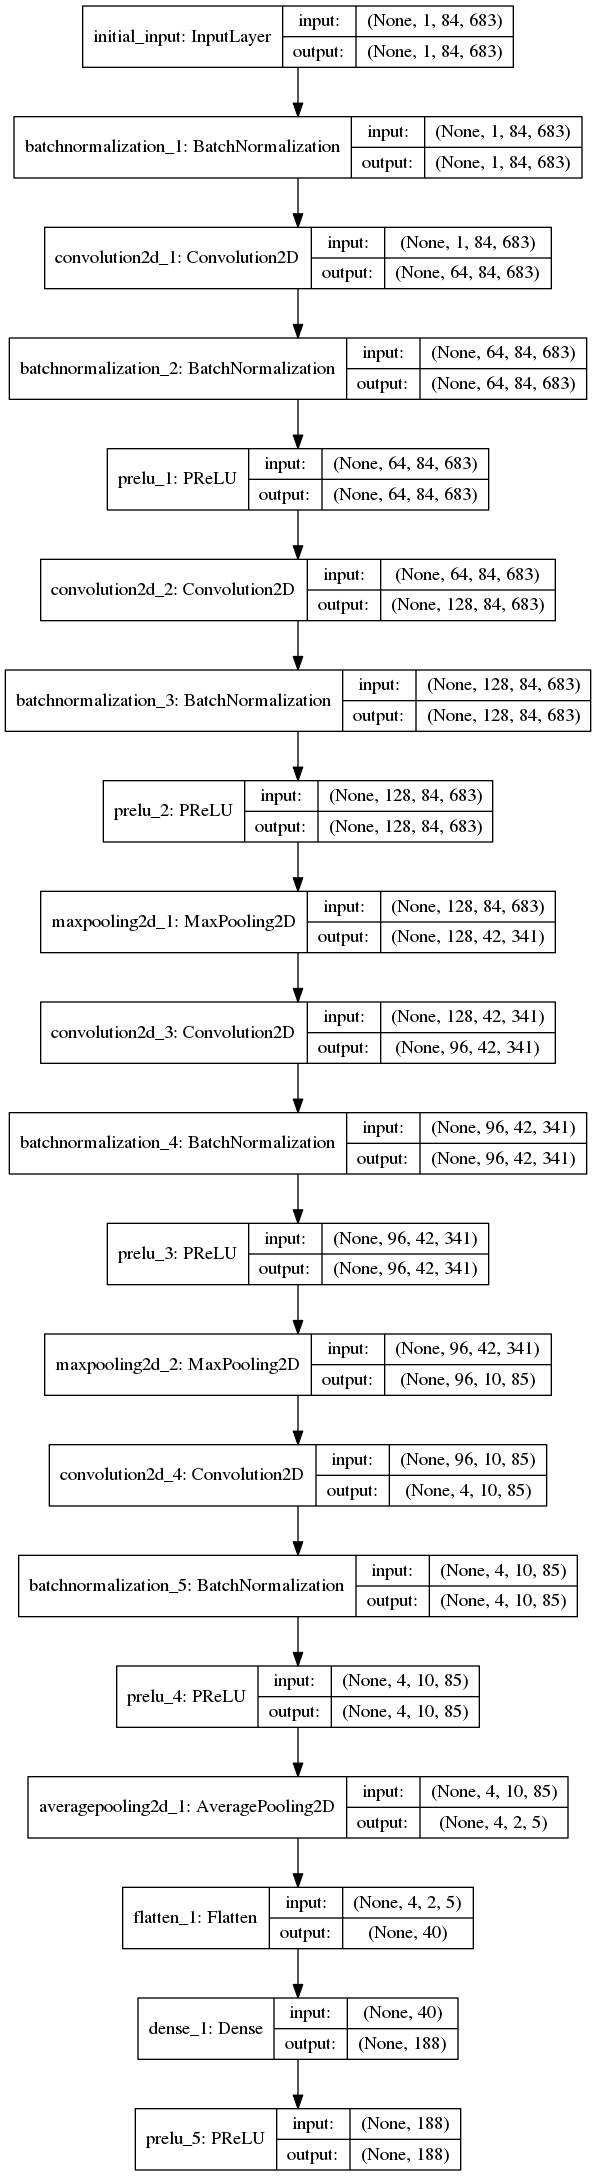 initial_input: InputLayer
input: (None, 1, 84, 683)
output: (None, 1, 84, 683)
batchnormalization_1: BatchNormalization
input: (None, 1, 84, 683)
output: (None, 1, 84, 683)
convolution2d_1: Convolution2D
input: (None, 1, 84, 683)
output: (None, 64, 84, 683)
batchnormalization_2: BatchNormalization
input: (None, 64, 84, 683)
output: (None, 64, 84, 683)
prelu_1: PReLU
input: (None, 64, 84, 683)
output: (None, 64, 84, 683)
convolution2d_2: Convolution2D
input: (None, 64, 84, 683)
output: (None, 128, 84, 683)
batchnormalization_3: BatchNormalization
input: (None, 128, 84, 683)
output: (None, 128, 84, 683)
prelu_2: PReLU
input: (None, 128, 84, 683)
output: (None, 128, 84, 683)
maxpooling2d_1: MaxPooling2D
input: (None, 128, 84, 683)
output: (None, 128, 42, 341)
convolution2d_3: Convolution2D
input: (None, 128, 42, 341)
output: (None, 96, 42, 341)
batchnormalization_4: BatchNormalization
input: (None, 96, 42, 341)
output: (None, 96, 42, 341)
prelu_3: PReLU
input: (None, 96, 42, 341)
output: (None, 96, 42, 341)
maxpooling2d_2: MaxPooling2D
input: (None, 96, 42, 341)
output: (None, 96, 10, 85)
convolution2d_4: Convolution2D
input: (None, 96, 10, 85)
output: (None, 4, 10, 85)
batchnormalization_5: BatchNormalization
input: (None, 4, 10, 85)
output: (None, 4, 10, 85)
prelu_4: PReLU
input: (None, 4, 10, 85)
output: (None, 4, 10, 85)
averagepooling2d_1: AveragePooling2D
input: (None, 4, 10, 85)
output: (None, 4, 2, 5)
flatten_1: Flatten
input: (None, 4, 2, 5)
output: (None, 40)
dense_1: Dense
input: (None, 40)
output: (None, 188)
prelu_5: PReLU
input: (None, 188)
output: (None, 188)